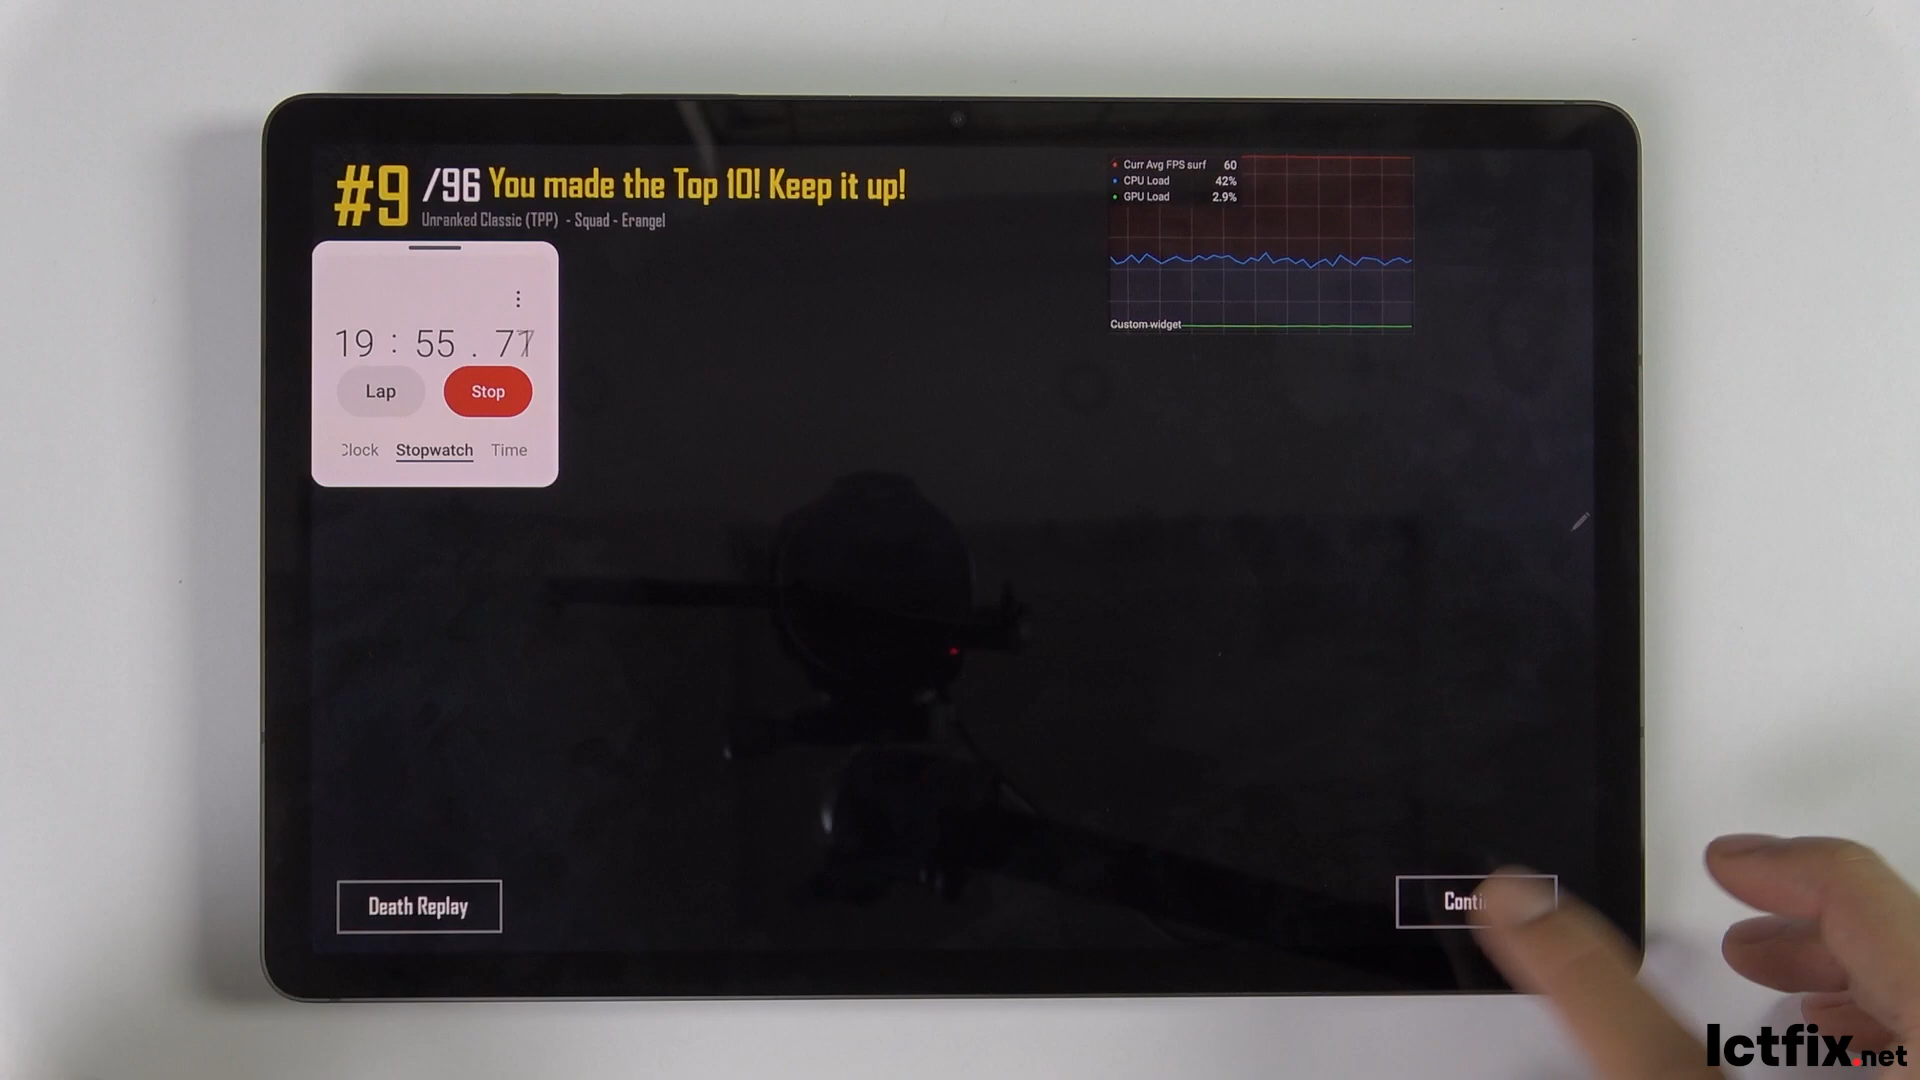 #9 /96 You made the Top 10! Keep it up!
Unranked Classic (TPP) - Squad - Erangel
Curr Avg FPS surf 60
CPU Load 42%
GPU Load 2.9%
Custom widget
19 : 55 .
Lap Stop
Clock Stopwatch Time
Death Replay
Conti
Ictfix.net